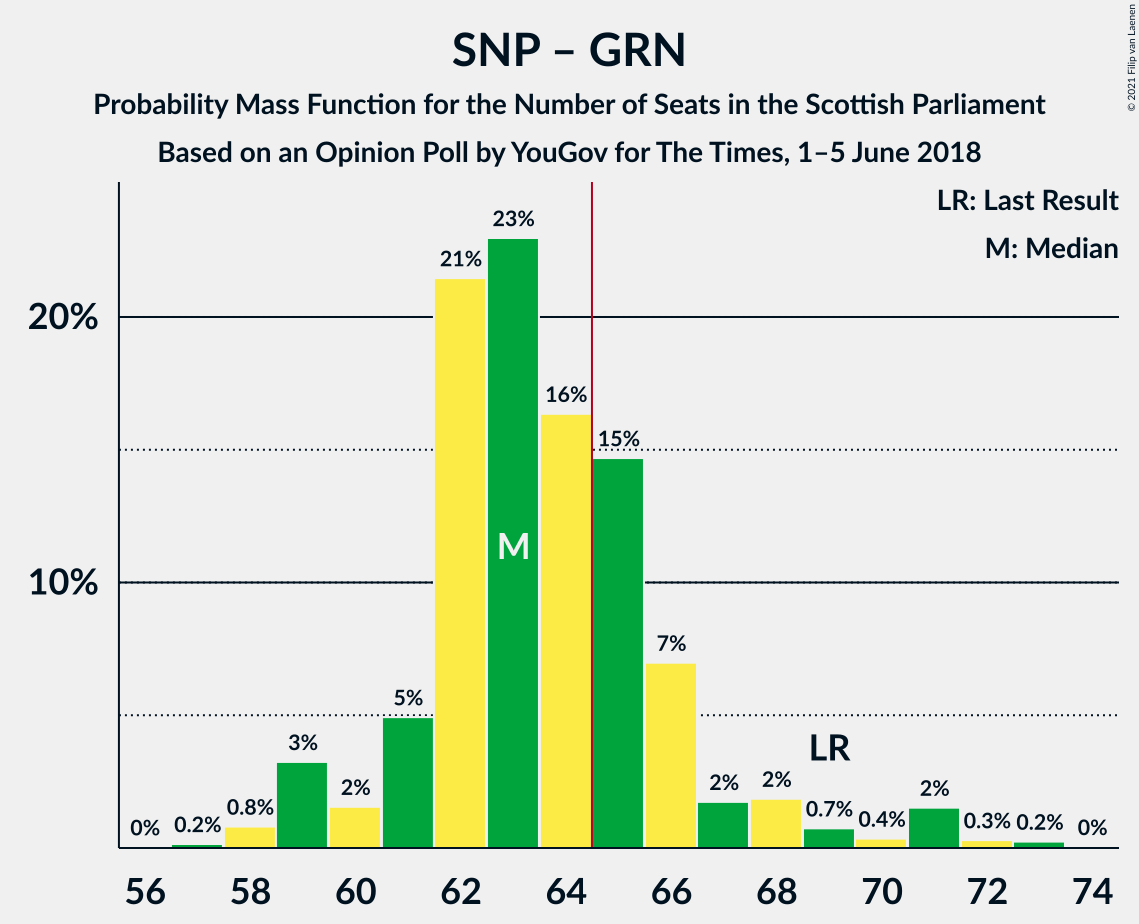 SNP – GRN
Probability Mass Function for the Number of Seats in the Scottish Parliament
Based on an Opinion Poll by YouGov for The Times, 1–5 June 2018
© 2021 Filip van Laenen
LR: Last Result
M: Median
20%
10%
0%
0.2%
0.8%
3%
2%
5%
21%
23%
16%
15%
7%
2%
2%
0.7%
0.4%
2%
0.3%
0.2%
0%
M
LR
56 58 60 62 64 66 68 70 72 74